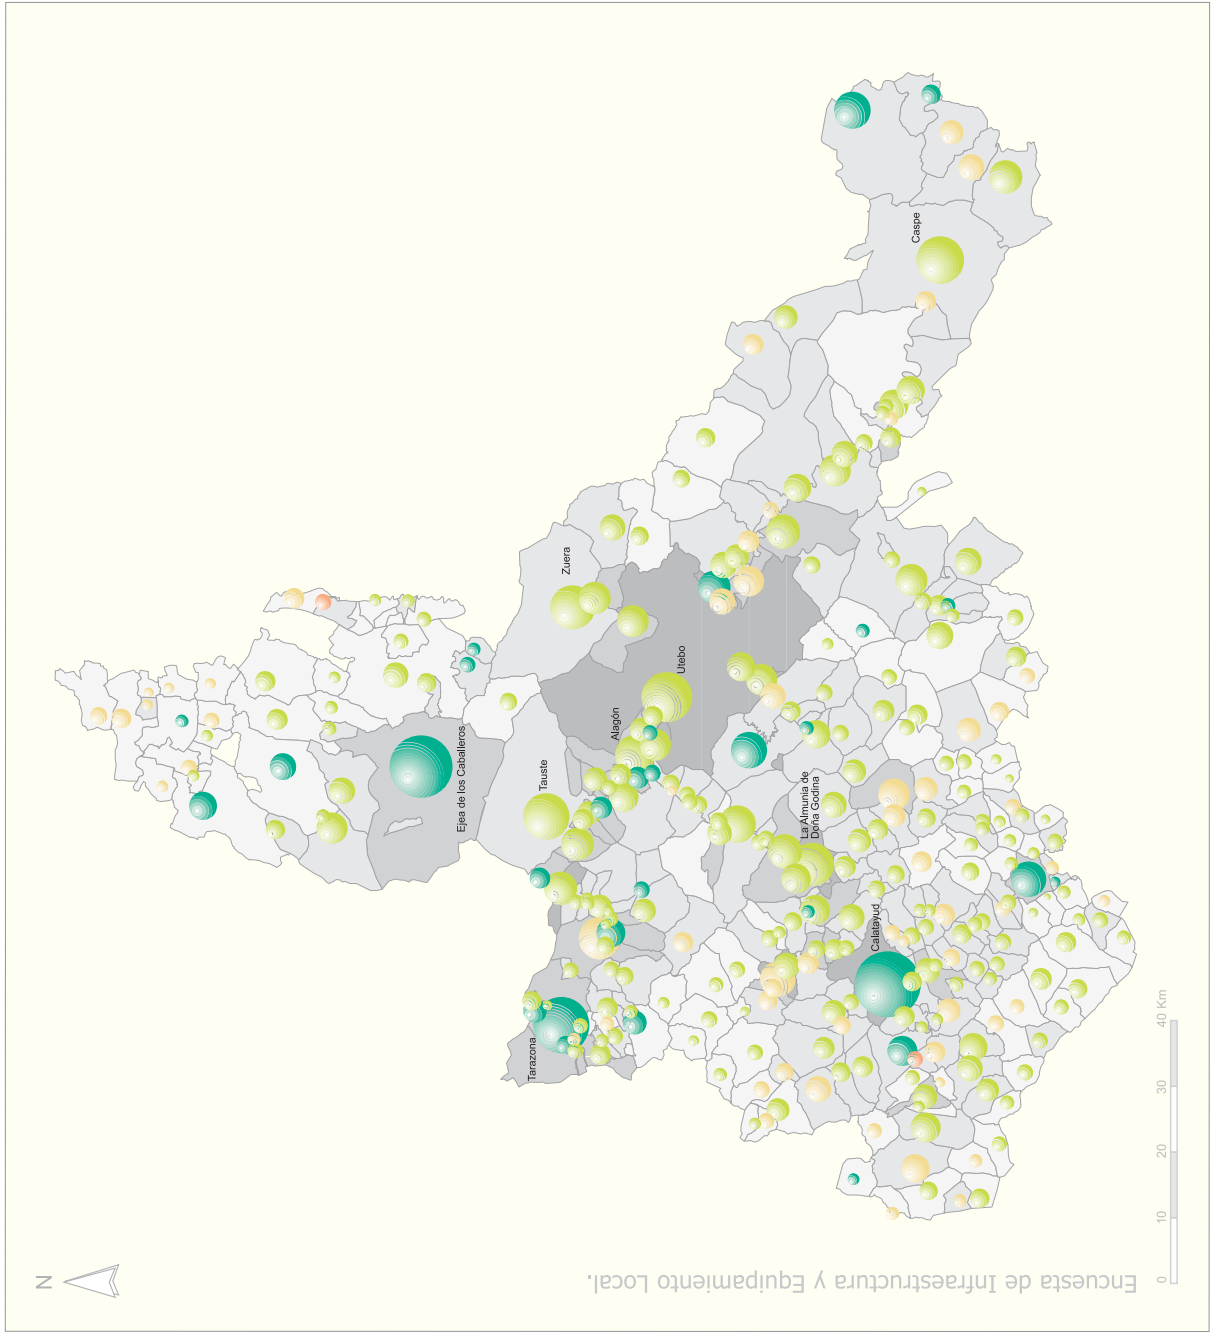 Caspe
Zuera
Utebo
Alagón
Ejea de los Caballeros
Tauste
La Almunia de
Doña Godina
Calatayud
Tarazona
N
0 10 20 30 40 Km
Encuesta de Infraestructura y Equipamiento Local.